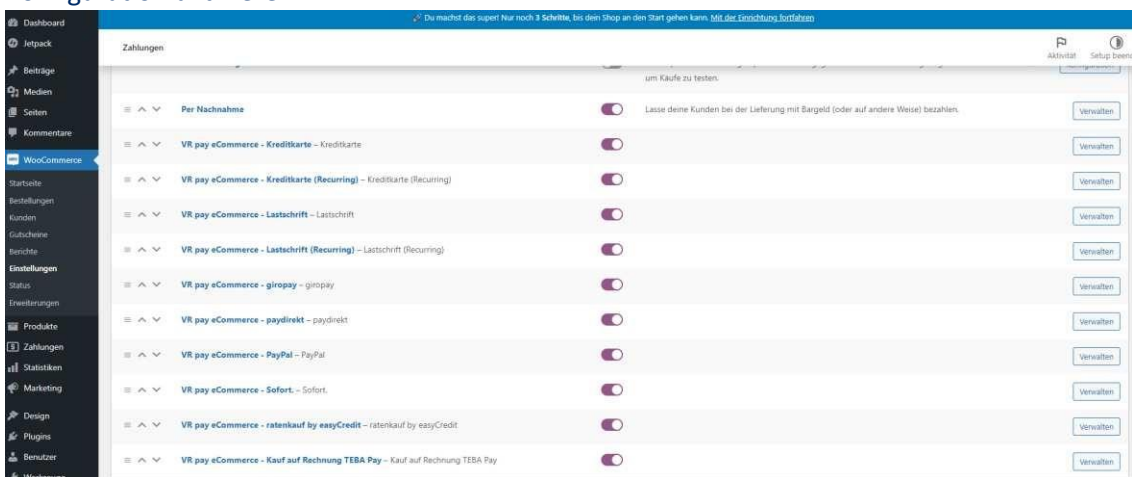 Du machst das super! Nur noch 3 Schritte, bis dein Shop an den Start gehen kann. Mit der Einrichtung fortfahren
Dashboard
Jetpack
Beiträge
Medien
Seiten
Kommentare
WooCommerce
Startseite
Bestellungen
Kunden
Gutscheine
Berichte
Einstellungen
Status
Erweiterungen
Produkte
Zahlungen
Statistiken
Marketing
Design
Plugins
Benutzer
Zahlungen
Aktivität
Setup
um Käufe zu testen.
Per Nachnahme
Lasse deine Kunden bei der Lieferung mit Bargeld (oder auf andere Weise) bezahlen.
Verwalten
VR pay eCommerce - Kreditkarte – Kreditkarte
Verwalten
VR pay eCommerce - Kreditkarte (Recurring) – Kreditkarte (Recurring)
Verwalten
VR pay eCommerce - Lastschrift – Lastschrift
Verwalten
VR pay eCommerce - Lastschrift (Recurring) – Lastschrift (Recurring)
Verwalten
VR pay eCommerce - giropay – giropay
Verwalten
VR pay eCommerce - paydirekt – paydirekt
Verwalten
VR pay eCommerce - PayPal – PayPal
Verwalten
VR pay eCommerce - Sofort. – Sofort.
Verwalten
VR pay eCommerce - ratenkauf by easyCredit – ratenkauf by easyCredit
Verwalten
VR pay eCommerce - Kauf auf Rechnung TEBA Pay – Kauf auf Rechnung TEBA Pay
Verwalten